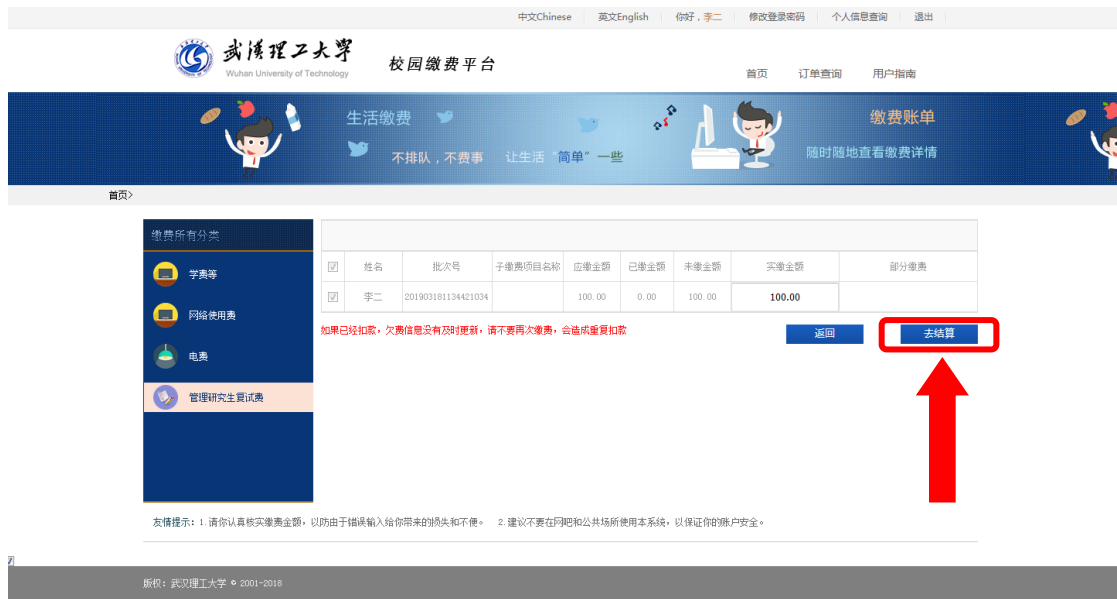 中文Chinese 英文English 你好，李二 修改登录密码 个人信息查询 退出
武汉理工大学
Wuhan University of Technology
校园缴费平台
首页 订单查询 用户指南
生活缴费
不排队，不费事 让生活“简单”一些
缴费账单
随时随地查看缴费详情
首页>
缴费所有分类
学费等
网络使用费
电费
管理研究生复试费
姓名 批次号 子缴费项目名称 应缴金额 已缴金额 未缴金额 实缴金额 部分缴费
李二 201903181134421034 100.00 0.00 100.00 100.00
如果已经扣款，欠费信息没有及时更新，请不要再次缴费，会造成重复扣款
返回 去结算
友情提示：1.请你认真核实缴费金额，以防由于错误输入给你带来的损失和不便。 2.建议不要在网吧和公共场所使用本系统，以保证你的账户安全。
版权：武汉理工大学 © 2001-2018